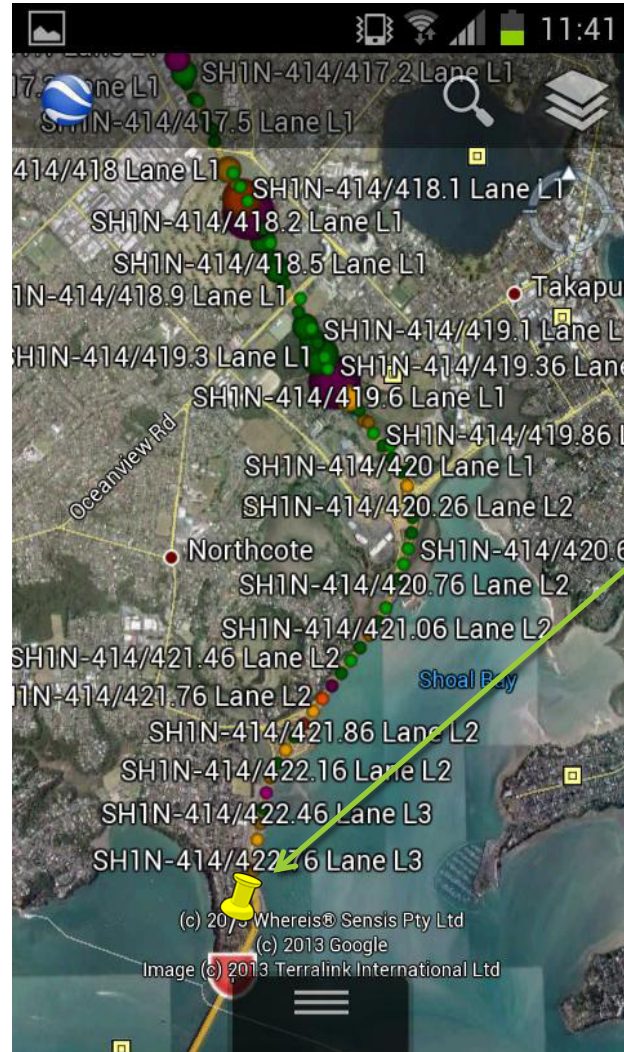 11:41
SH1N-414/417.2 Lane L1
SH1N-414/417.5 Lane L1
414/418 Lane L1
SH1N-414/418.1 Lane L1
SH1N-414/418.2 Lane L1
SH1N-414/418.5 Lane L1
1N-414/418.9 Lane L1
Takapu
SH1N-414/419.1 Lane L
SH1N-414/419.3 Lane L1
SH1N-414/419.36 Lane
SH1N-414/419.6 Lane L1
Oceanview Rd
SH1N-414/419.86 L
SH1N-414/420 Lane L1
SH1N-414/420.26 Lane L2
Northcote
SH1N-414/420.6
SH1N-414/420.76 Lane L2
SH1N-414/421.06 Lane L2
SH1N-414/421.46 Lane L2
Shoal Bay
1N-414/421.76 Lane L2
SH1N-414/421.86 Lane L2
SH1N-414/422.16 Lane L2
SH1N-414/422.46 Lane L3
SH1N-414/422.76 Lane L3
(c) 2013 Whereis® Sensis Pty Ltd
(c) 2013 Google
Image (c) 2013 Terralink International Ltd